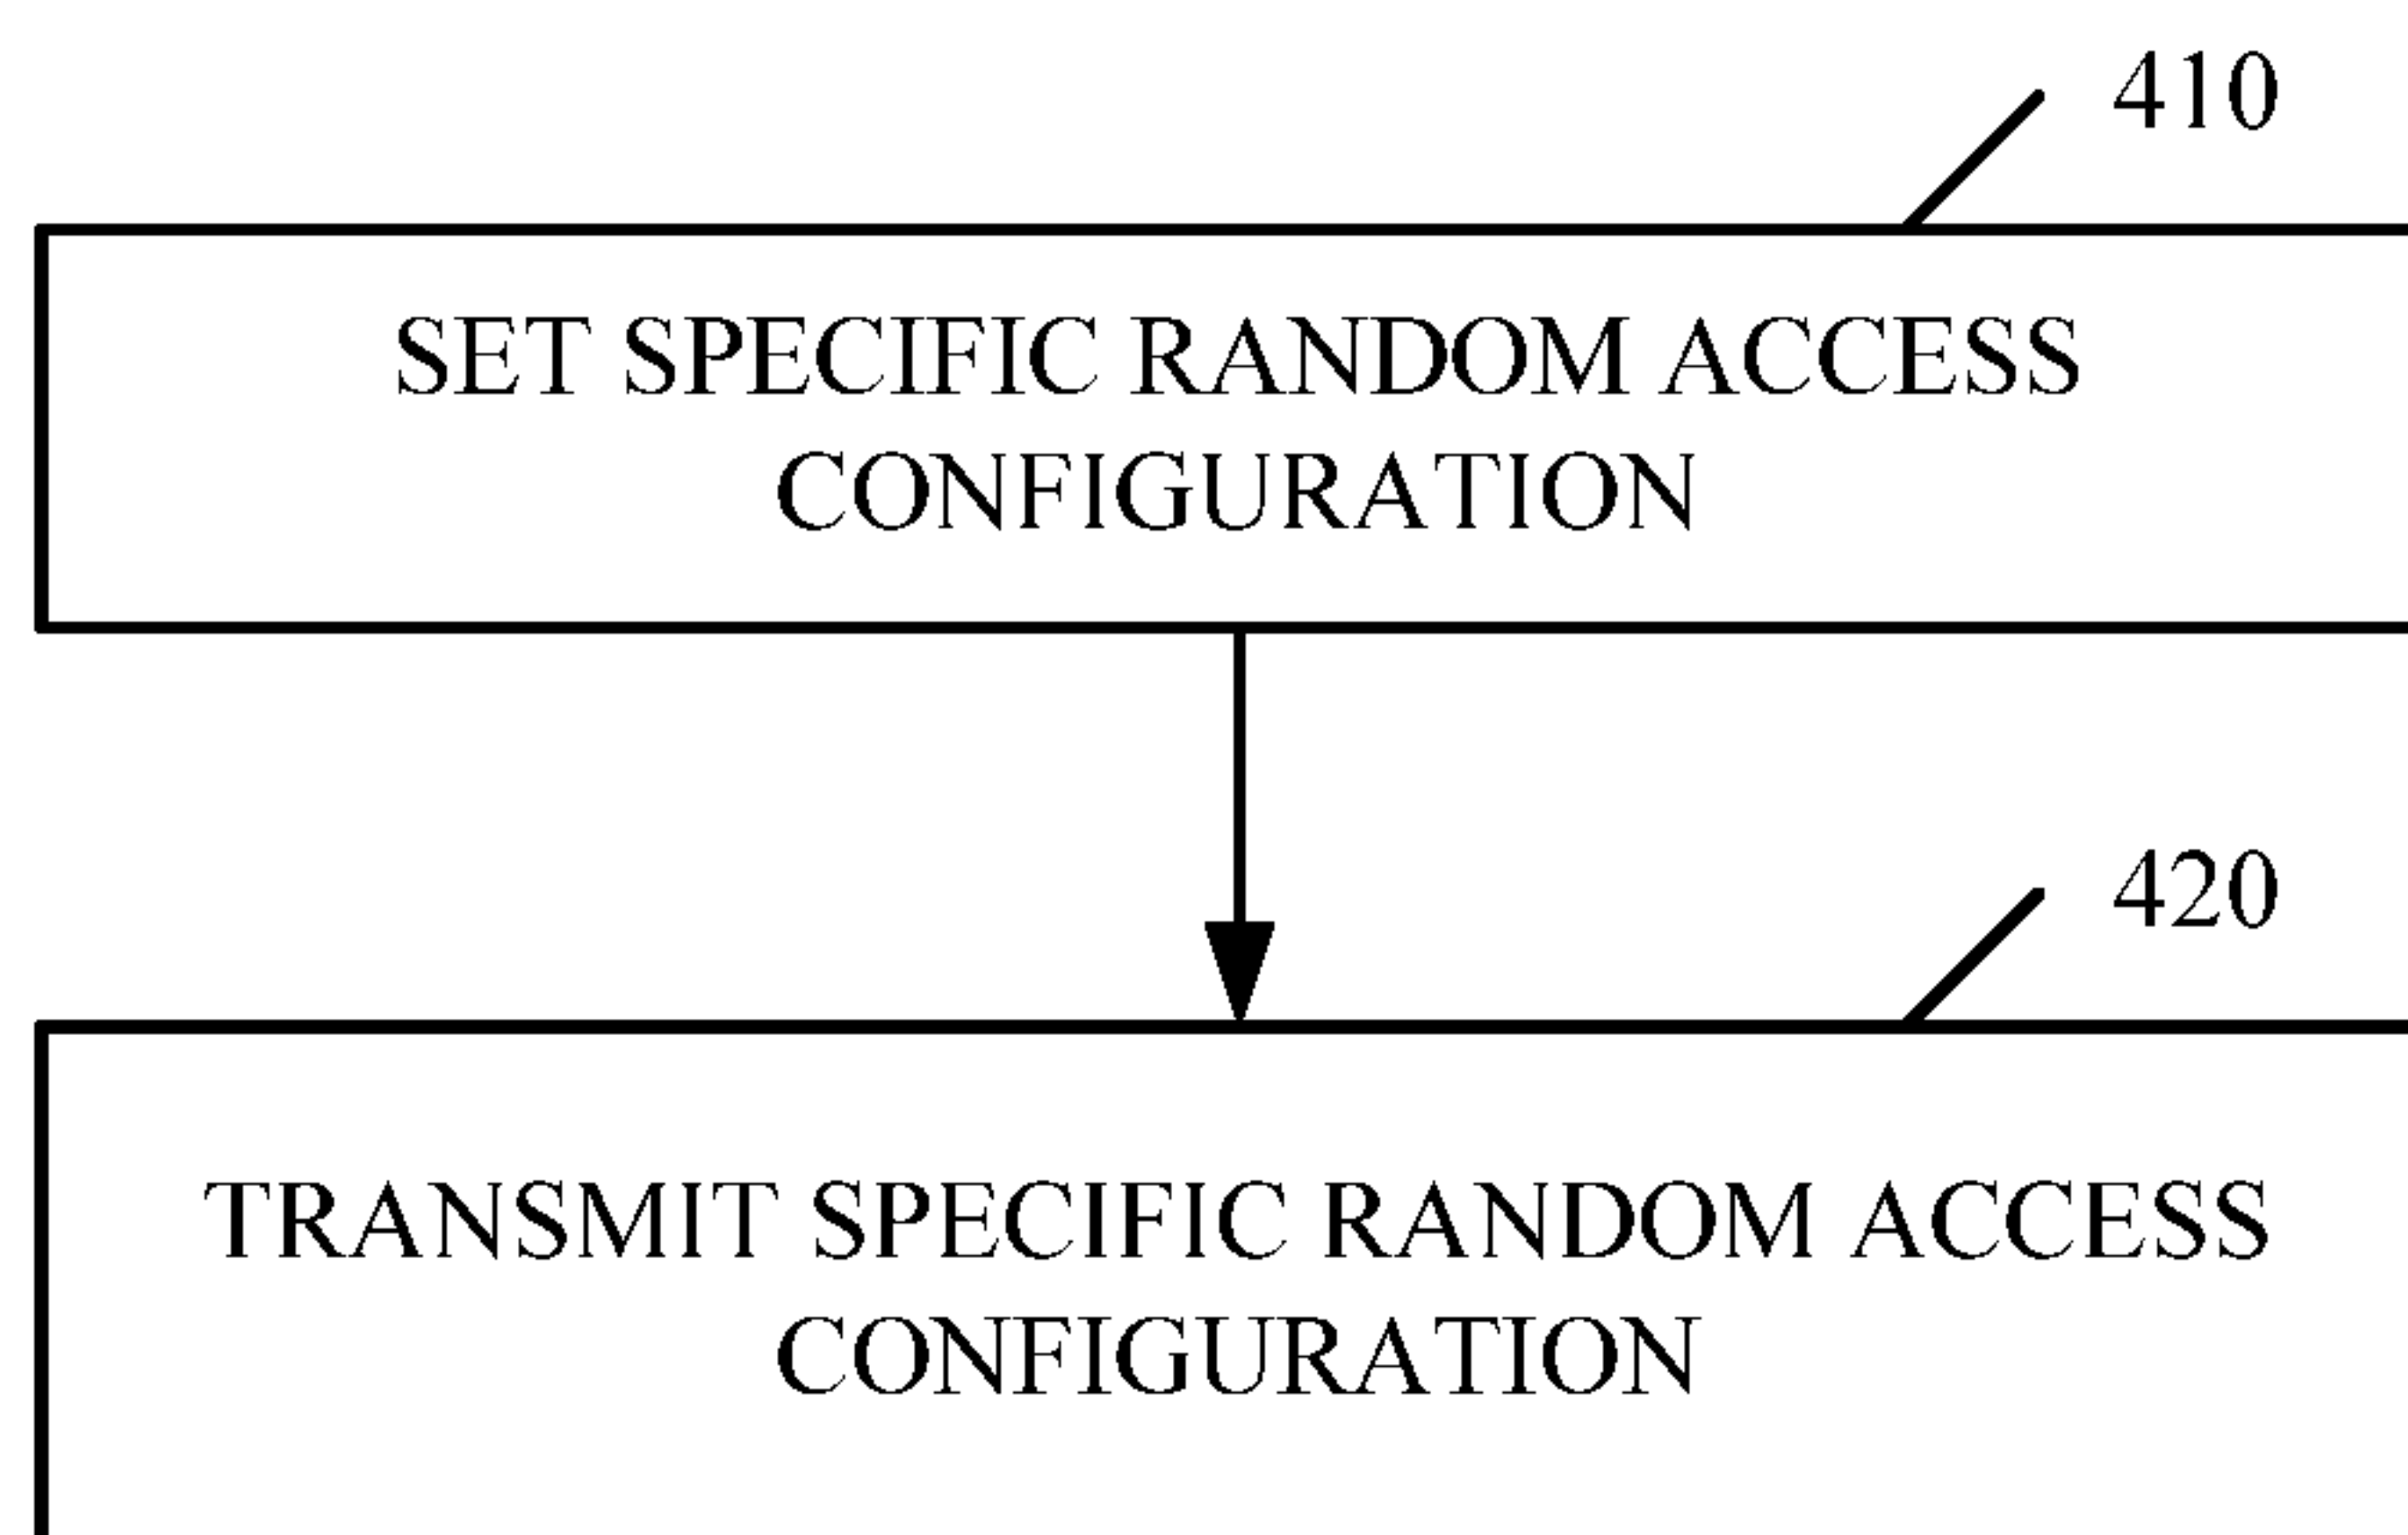 410
SET SPECIFIC RANDOM ACCESS
CONFIGURATION
420
TRANSMIT SPECIFIC RANDOM ACCESS
CONFIGURATION